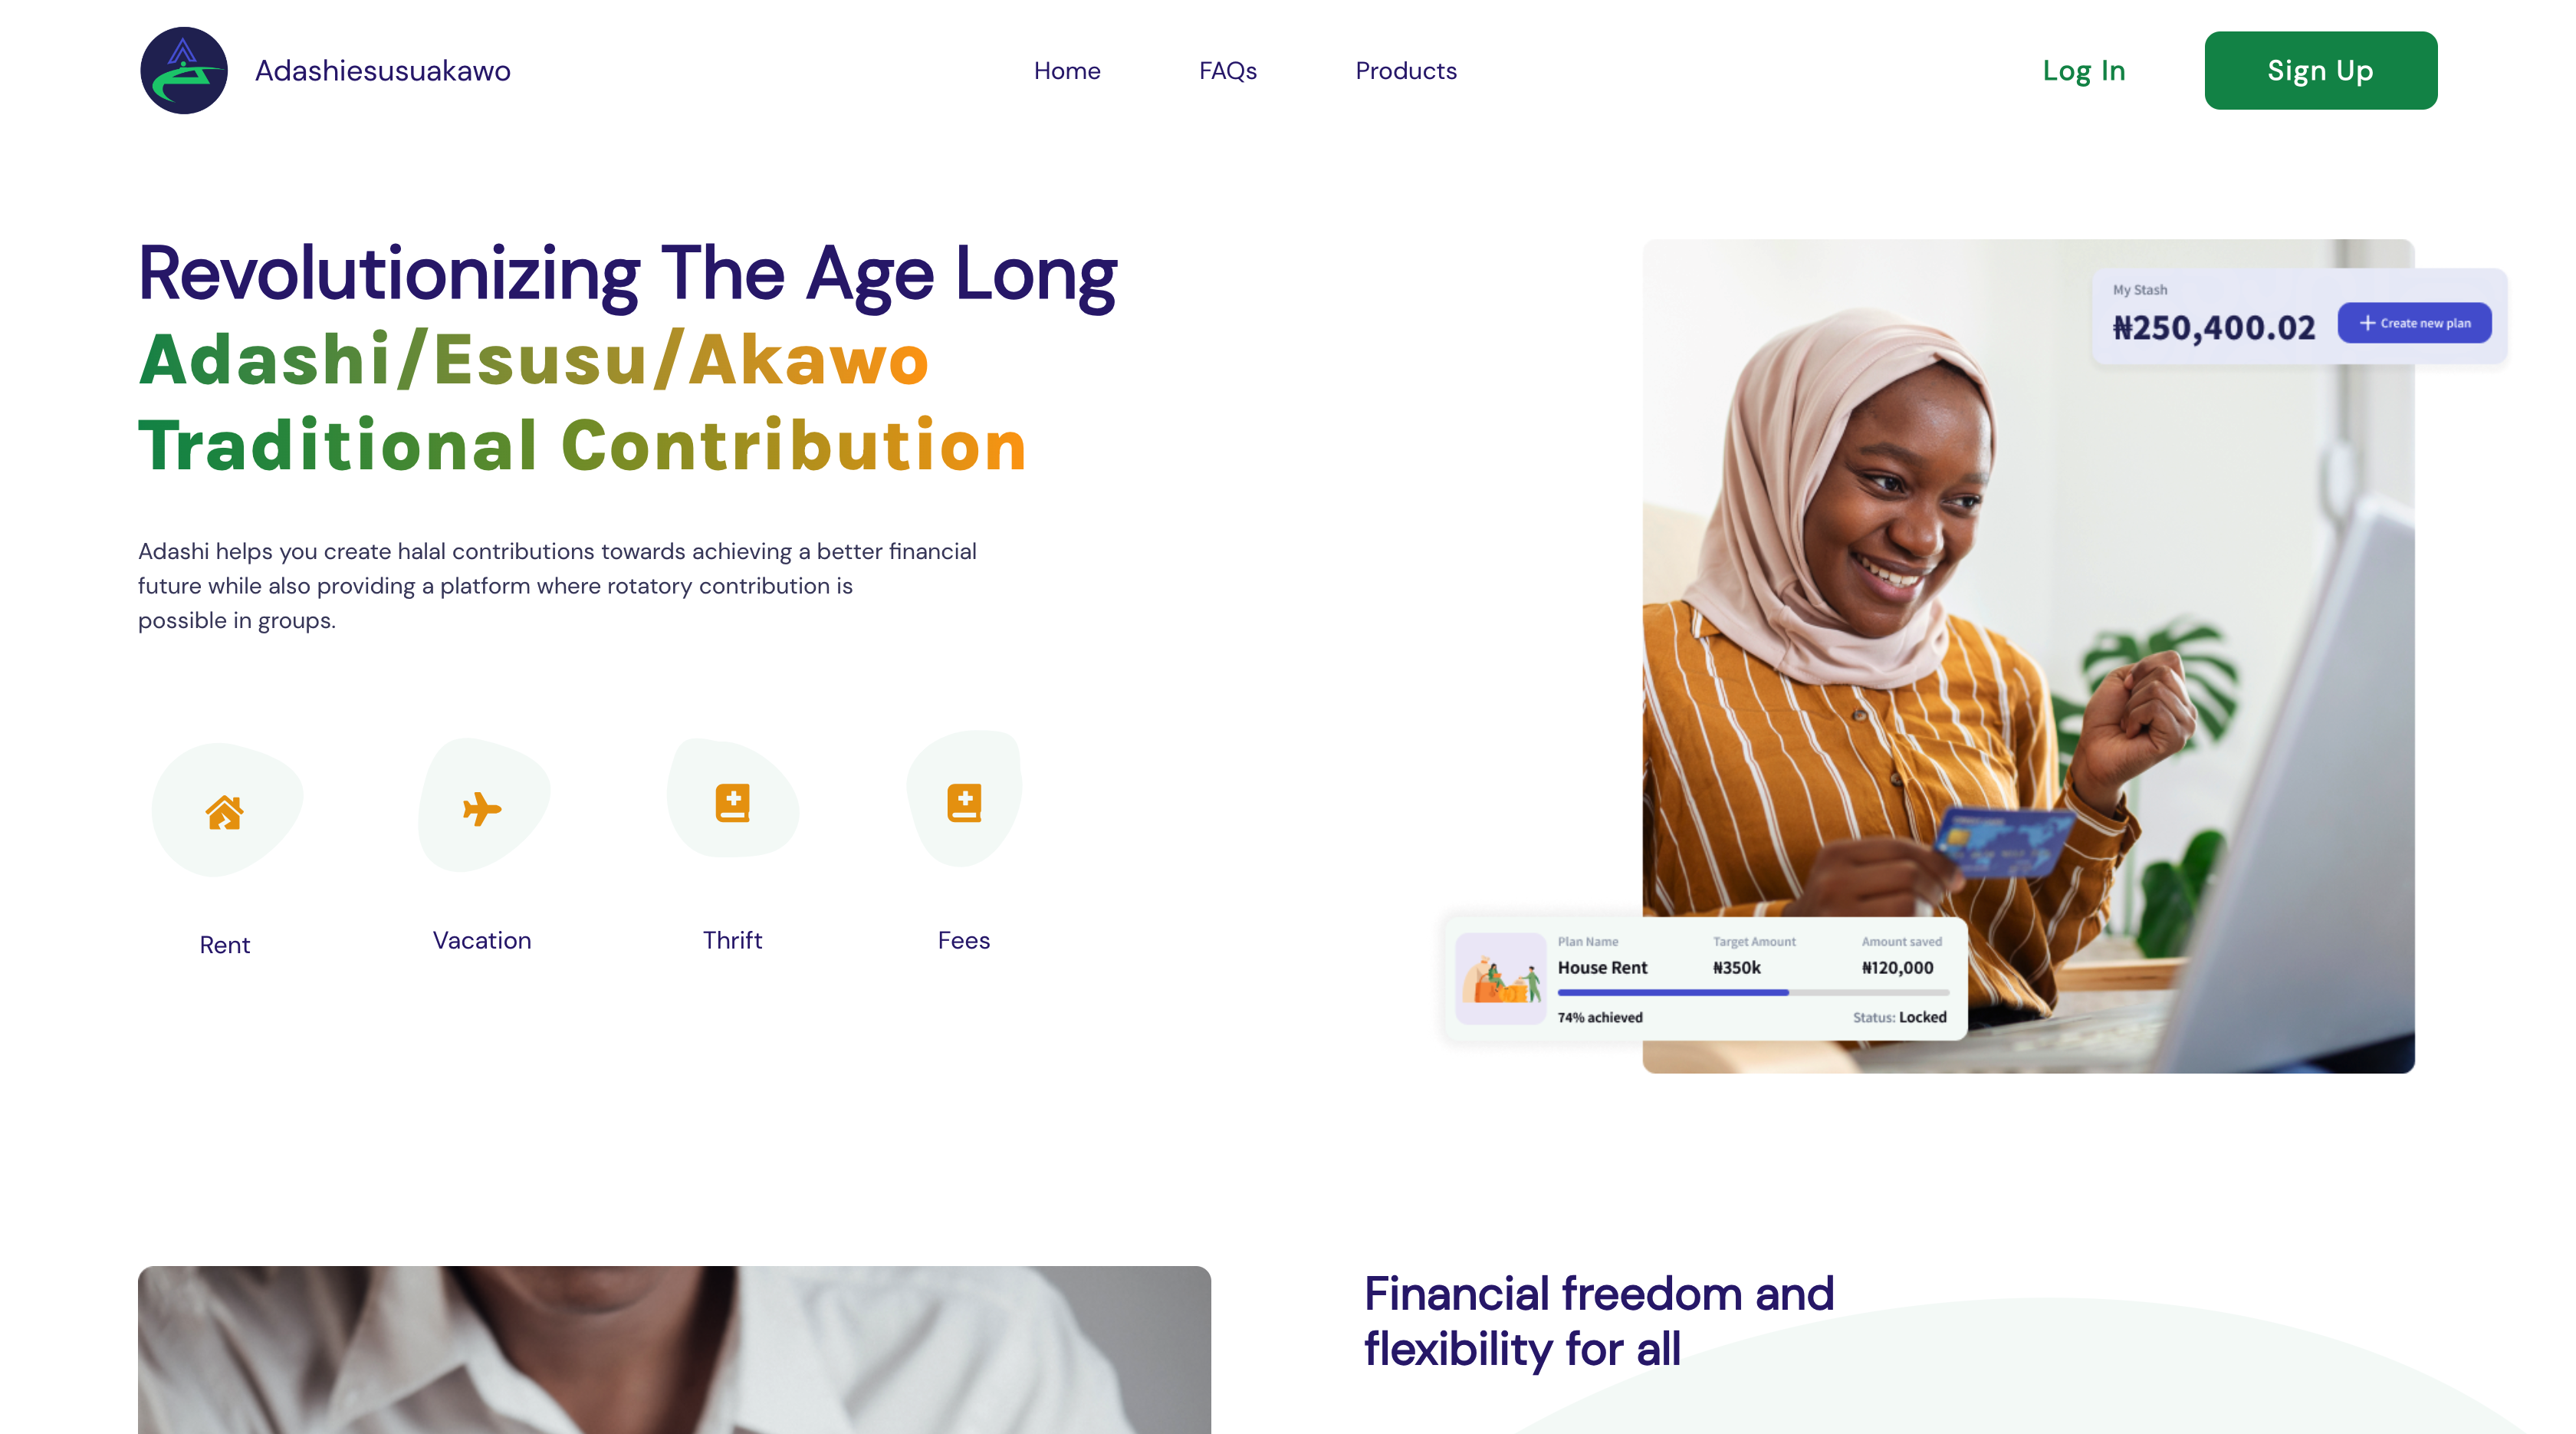 Adashiesusuakawo
Home
FAQs
Products
Log In
Sign Up
Revolutionizing The Age Long
Adashi/Esusu/Akawo
Traditional Contribution
Adashi helps you create halal contributions towards achieving a better financial
future while also providing a platform where rotatory contribution is
possible in groups.
Rent
Vacation
Thrift
Fees
My Stash
₦250,400.02
Create new plan
Plan Name
Target Amount
Amount saved
House Rent
₦350k
₦120,000
74% achieved
Status: Locked
Financial freedom and
flexibility for all